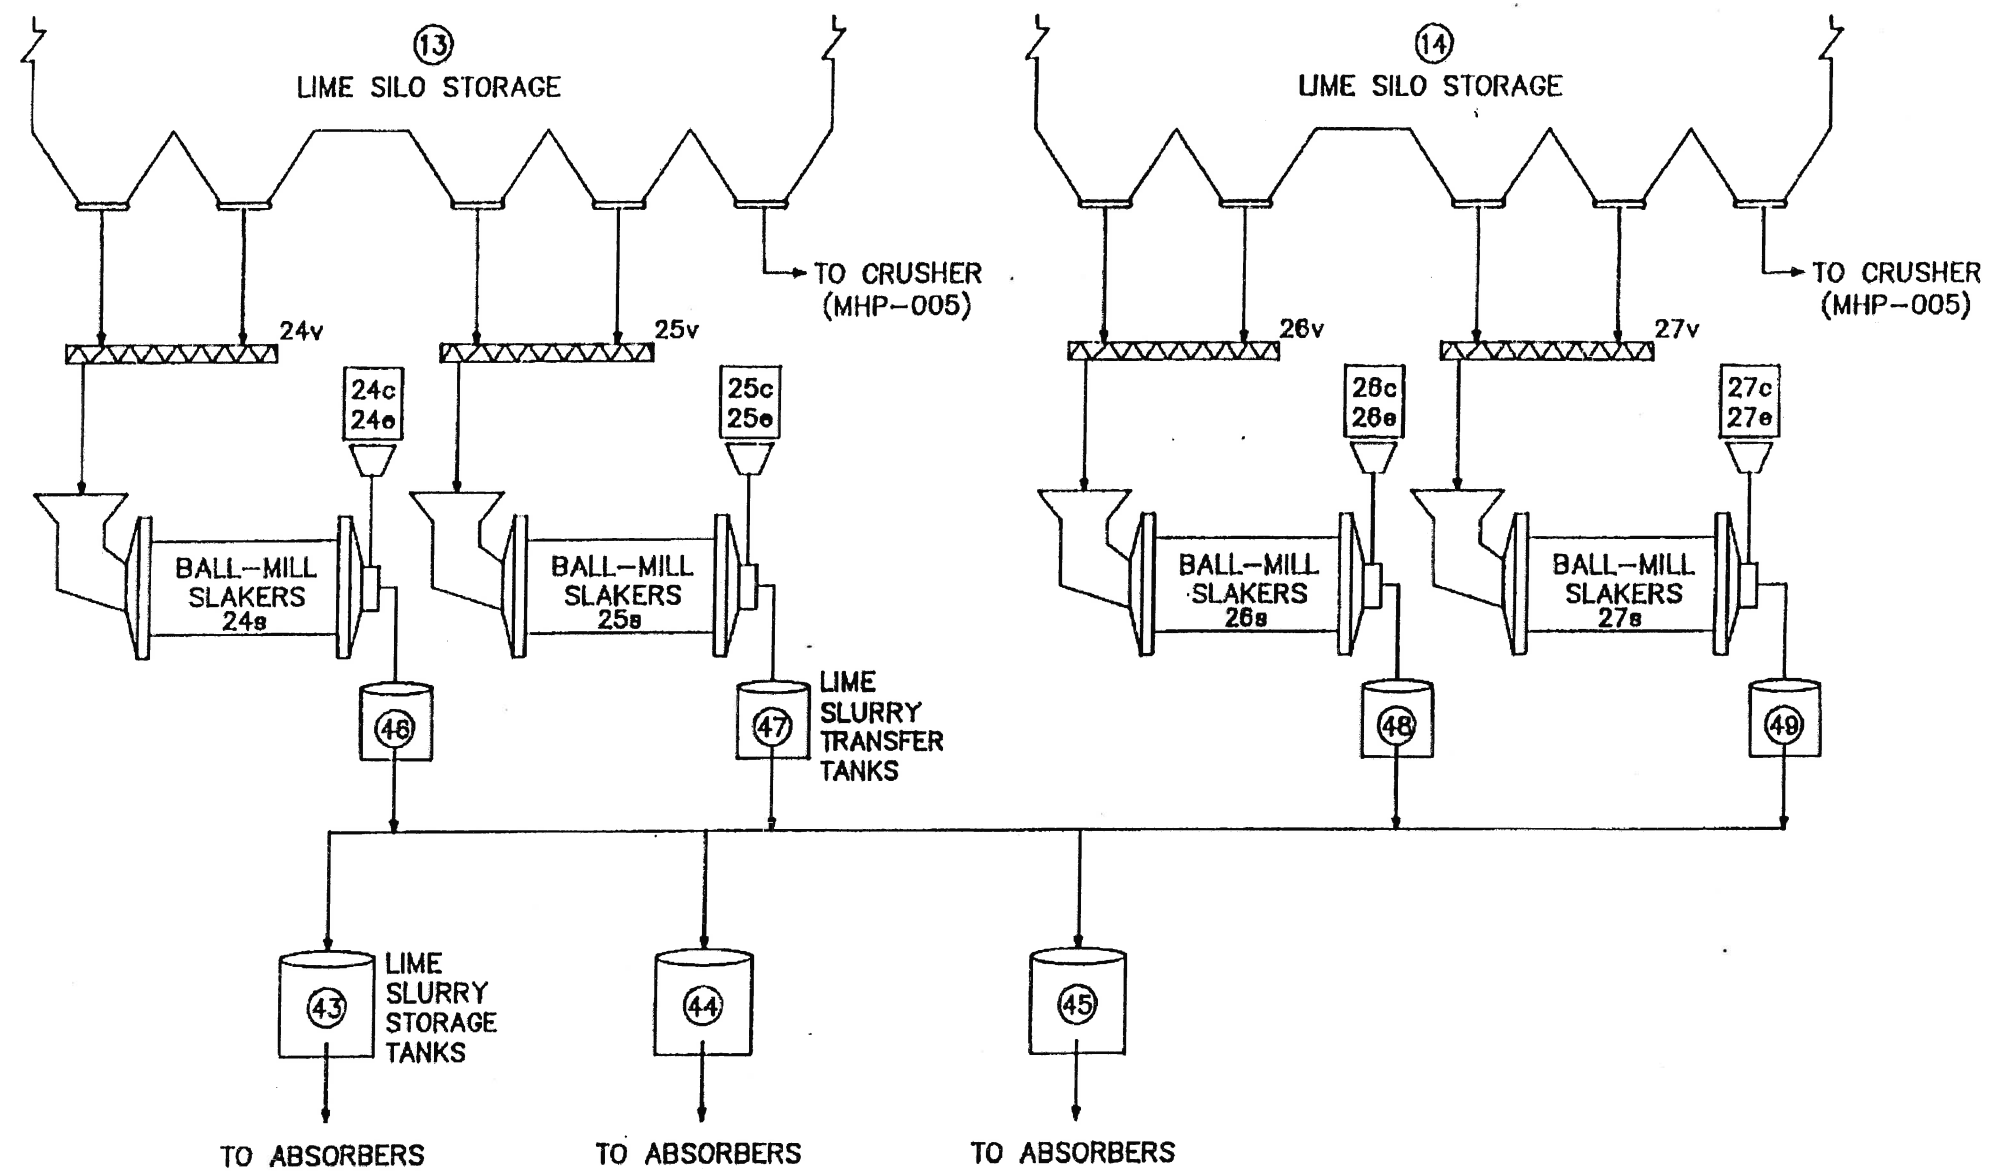 13
LIME SILO STORAGE
14
LIME SILO STORAGE
TO CRUSHER
(MHP-005)
TO CRUSHER
(MHP-005)
24v
25v
26v
27v
24c
24e
25c
25e
26c
26e
27c
27e
BALL-MILL
SLAKERS
24s
BALL-MILL
SLAKERS
25s
BALL-MILL
SLAKERS
26s
BALL-MILL
SLAKERS
27s
46
47
LIME
SLURRY
TRANSFER
TANKS
48
49
43
LIME
SLURRY
STORAGE
TANKS
44
45
TO ABSORBERS
TO ABSORBERS
TO ABSORBERS